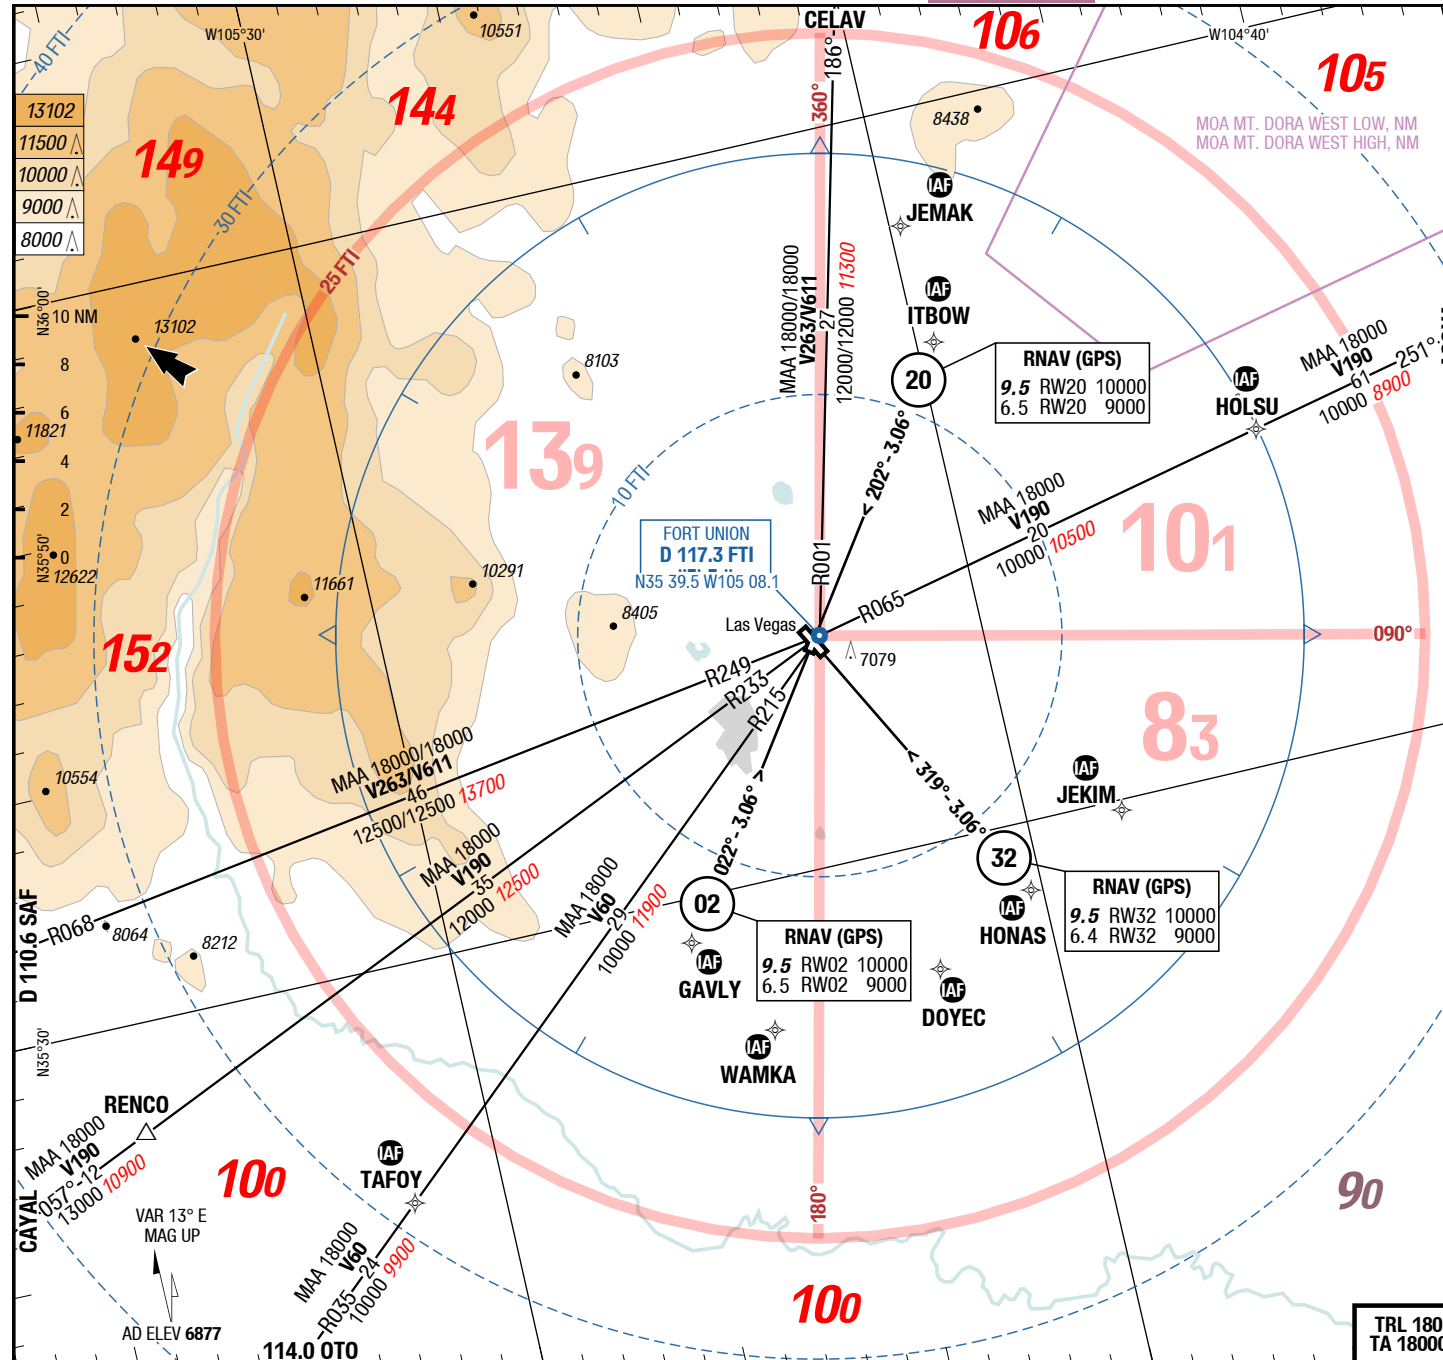 CELAV
106
W105°30'
10551
W104°40'
40 FTI
144
186°
105
360°
13102
11500
10000
9000
8000
149
8438
MOA MT. DORA WEST LOW, NM
MOA MT. DORA WEST HIGH, NM
IAF
JEMAK
30 FTI
25 FTI
MAA 18000/18000
V263/V611
27
12000/12000 11300
IAF
ITBOW
N36°00'
10 NM
13102
8
6
4
2
0
8103
20
RNAV (GPS)
9.5 RW20 10000
6.5 RW20 9000
IAF
HOLSU
MAA 18000
V190
61
10000 8900
251°
11821
139
10 FTI
< 202° - 3.06°
MAA 18000
V190
20
10000 10500
101
FORT UNION
D 117.3 FTI
N35 39.5 W105 08.1
R001
N35°50'
12622
11661
10291
8405
R065
Las Vegas
7079
090°
152
R249
R233
R215
83
10554
MAA 18000/18000
V263/V611
46
12500/12500 13700
022° - 3.06° >
< 319° - 3.06°
IAF
JEKIM
MAA 18000
V190
35
12000 12500
MAA 18000
V60
29
10000 11900
32
RNAV (GPS)
9.5 RW32 10000
6.4 RW32 9000
02
IAF
HONAS
D 110.6 SAF
R068
8064
8212
RNAV (GPS)
9.5 RW02 10000
6.5 RW02 9000
IAF
GAVLY
IAF
DOYEC
N35°30'
IAF
WAMKA
RENCO
MAA 18000
V190
057°-12
13000 10900
CAYAL
IAF
TAFOY
100
180°
90
VAR 13° E
MAG UP
MAA 18000
V60
24
10000 9900
R035
100
AD ELEV 6877
114.0 OTO
TRL 180
TA 18000